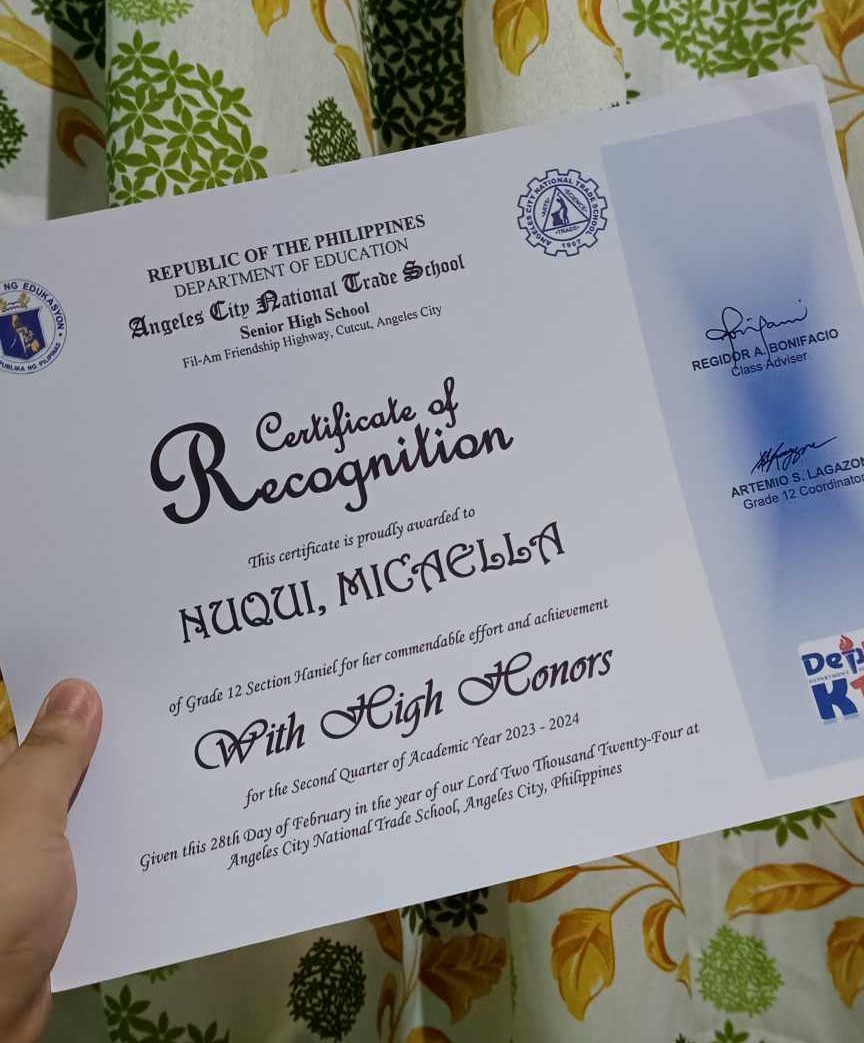 REPUBLIC OF THE PHILIPPINES
DEPARTMENT OF EDUCATION
Angeles City National Trade School
Senior High School
Fil-Am Friendship Highway, Cutcut, Angeles City
NG EDUKASYON
REPUBLIKA NG PILIPINAS
ANGELES CITY NATIONAL TRADE SCHOOL
ARTS SCIENCE
TRADE
1967
Certificate of
Recognition
This certificate is proudly awarded to
NUQUI, MICAELLA
of Grade 12 Section Haniel for her commendable effort and achievement
With High Honors
for the Second Quarter of Academic Year 2023 - 2024
Given this 28th Day of February in the year of our Lord Two Thousand Twenty-Four at
Angeles City National Trade School, Angeles City, Philippines
REGIDOR A. BONIFACIO
Class Adviser
ARTEMIO S. LAGAZON
Grade 12 Coordinator
Dep
DEPARTMENT
K